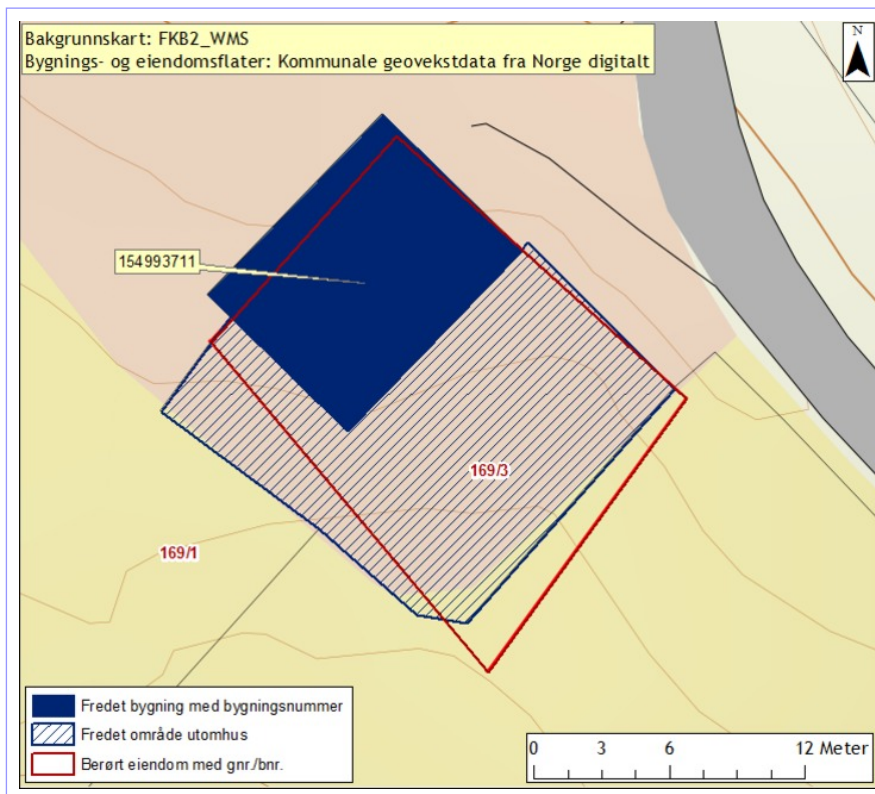 Bakgrunnskart: FKB2_WMS
Bygnings- og eiendomsflater: Kommunale geovekstdata fra Norge digitalt
N
154993711
169/3
169/1
Fredet bygning med bygningsnummer
Fredet område utomhus
Berørt eiendom med gnr./bnr.
0 3 6 12 Meter